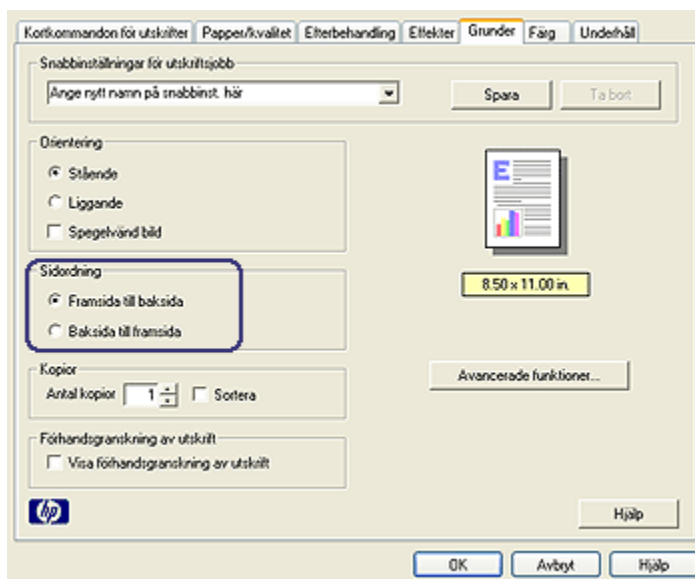 Kortkommandon för utskrifter Papper/kvalitet Efterbehandling Effekter Grunder Färg Underhåll
Snabbinställningar för utskriftsjobb
Ange nytt namn på snabbinst. här Spara Ta bort
Orientering
Stående
Liggande
Spegelvänd bild
E
8.50 x 11.00 in.
Sidordning
Framsida till baksida
Baksida till framsida
Kopior
Antal kopior 1 Sortera
Avancerade funktioner...
Förhandsgranskning av utskrift
Visa förhandsgranskning av utskrift
hp
Hjälp
OK Avbryt Hjälp